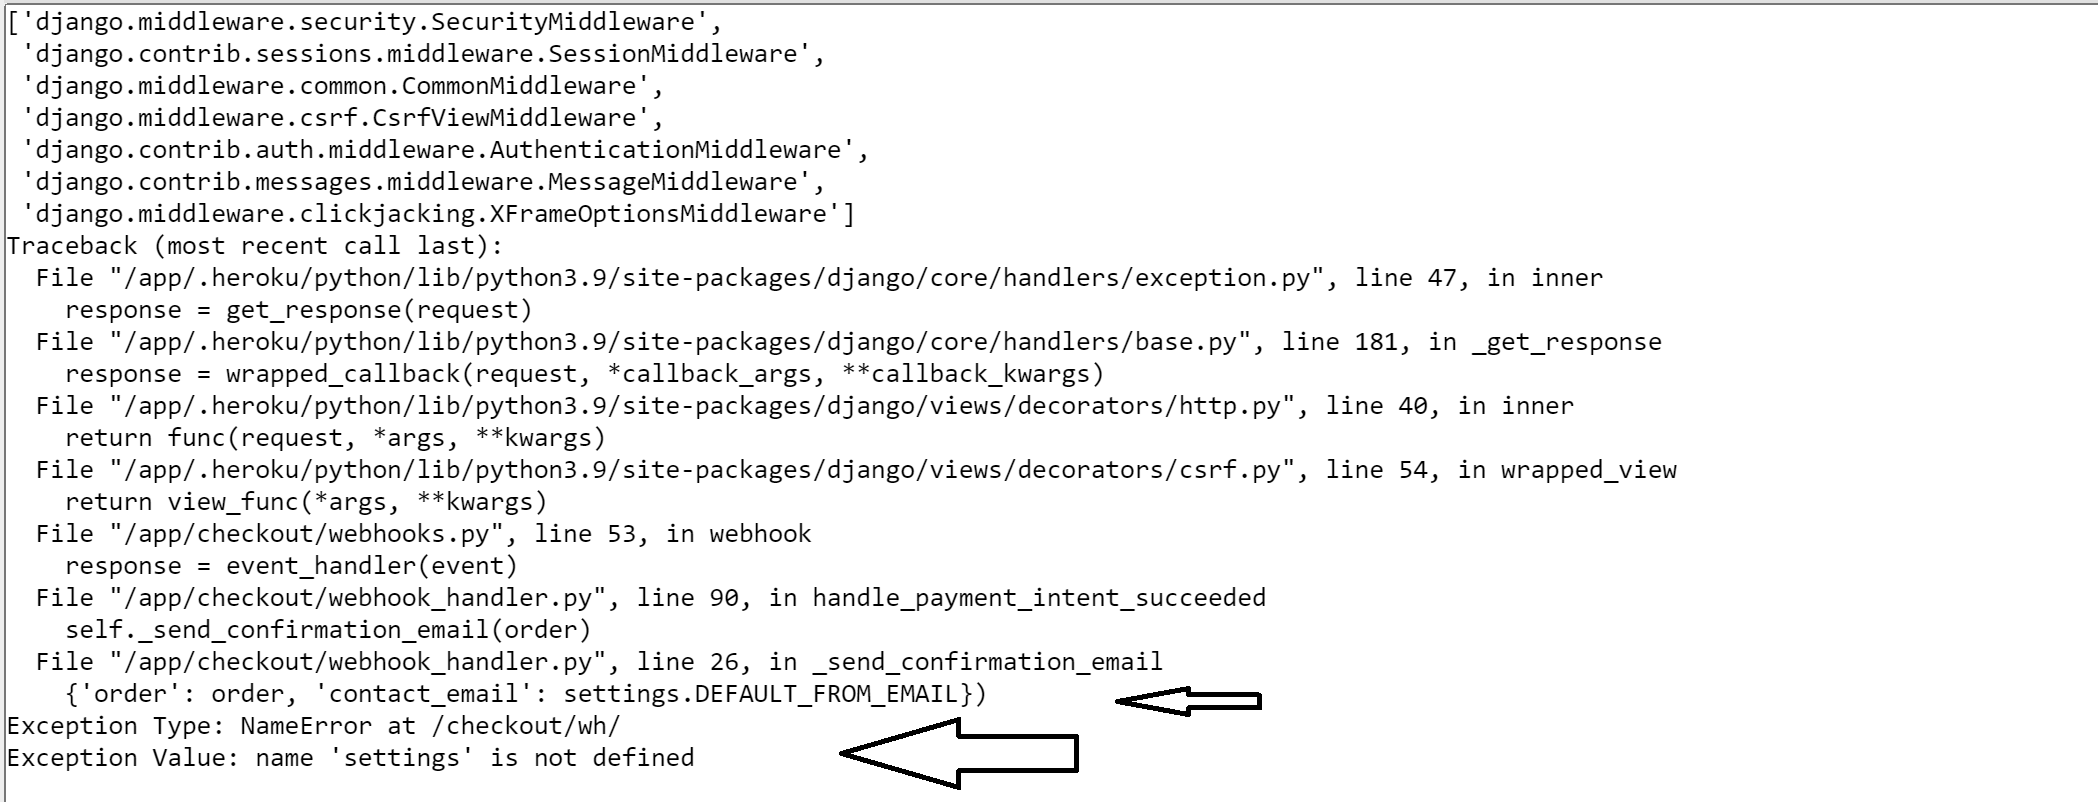 ['django.middleware.security.SecurityMiddleware',
 'django.contrib.sessions.middleware.SessionMiddleware',
 'django.middleware.common.CommonMiddleware',
 'django.middleware.csrf.CsrfViewMiddleware',
 'django.contrib.auth.middleware.AuthenticationMiddleware',
 'django.contrib.messages.middleware.MessageMiddleware',
 'django.middleware.clickjacking.XFrameOptionsMiddleware']
Traceback (most recent call last):
  File "/app/.heroku/python/lib/python3.9/site-packages/django/core/handlers/exception.py", line 47, in inner
    response = get_response(request)
  File "/app/.heroku/python/lib/python3.9/site-packages/django/core/handlers/base.py", line 181, in _get_response
    response = wrapped_callback(request, *callback_args, **callback_kwargs)
  File "/app/.heroku/python/lib/python3.9/site-packages/django/views/decorators/http.py", line 40, in inner
    return func(request, *args, **kwargs)
  File "/app/.heroku/python/lib/python3.9/site-packages/django/views/decorators/csrf.py", line 54, in wrapped_view
    return view_func(*args, **kwargs)
  File "/app/checkout/webhooks.py", line 53, in webhook
    response = event_handler(event)
  File "/app/checkout/webhook_handler.py", line 90, in handle_payment_intent_succeeded
    self._send_confirmation_email(order)
  File "/app/checkout/webhook_handler.py", line 26, in _send_confirmation_email
    {'order': order, 'contact_email': settings.DEFAULT_FROM_EMAIL})
Exception Type: NameError at /checkout/wh/
Exception Value: name 'settings' is not defined